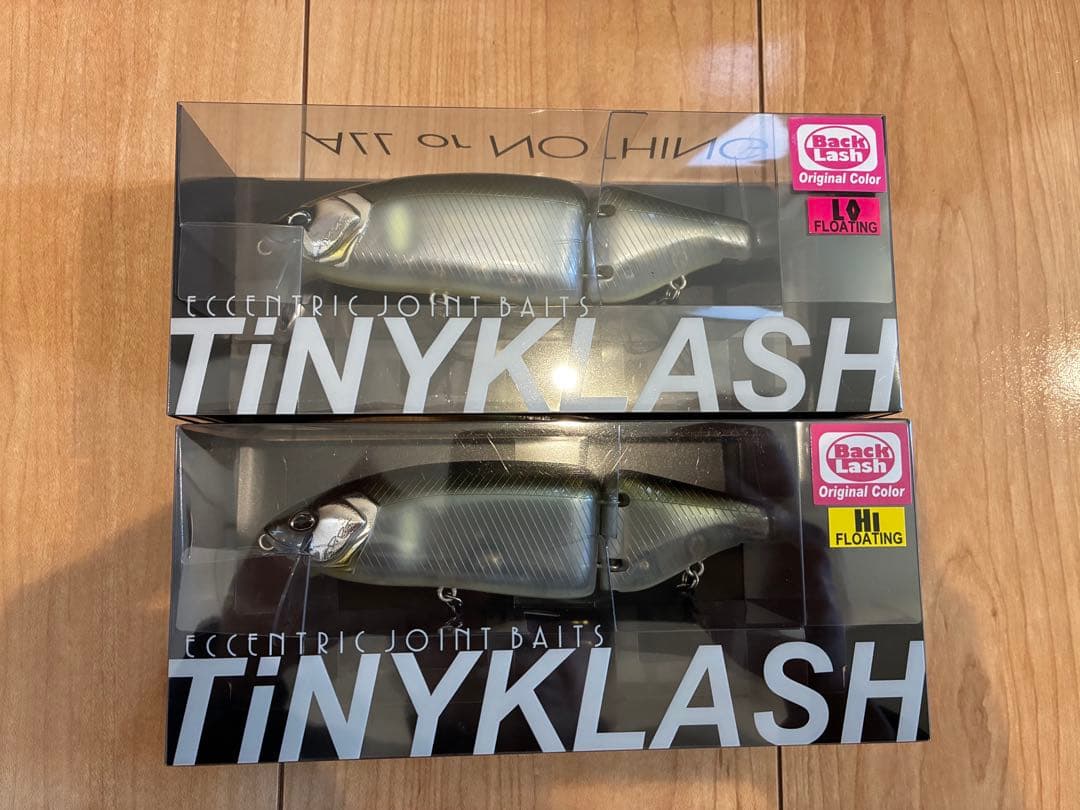 ALL or NOTHING
Back
Lash
Original Color
LO
FLOATING
ECCENTRIC JOINT BAITS
TiNYKLASH
Back
Lash
Original Color
Hi
FLOATING
ECCENTRIC JOINT BAITS
TiNYKLASH